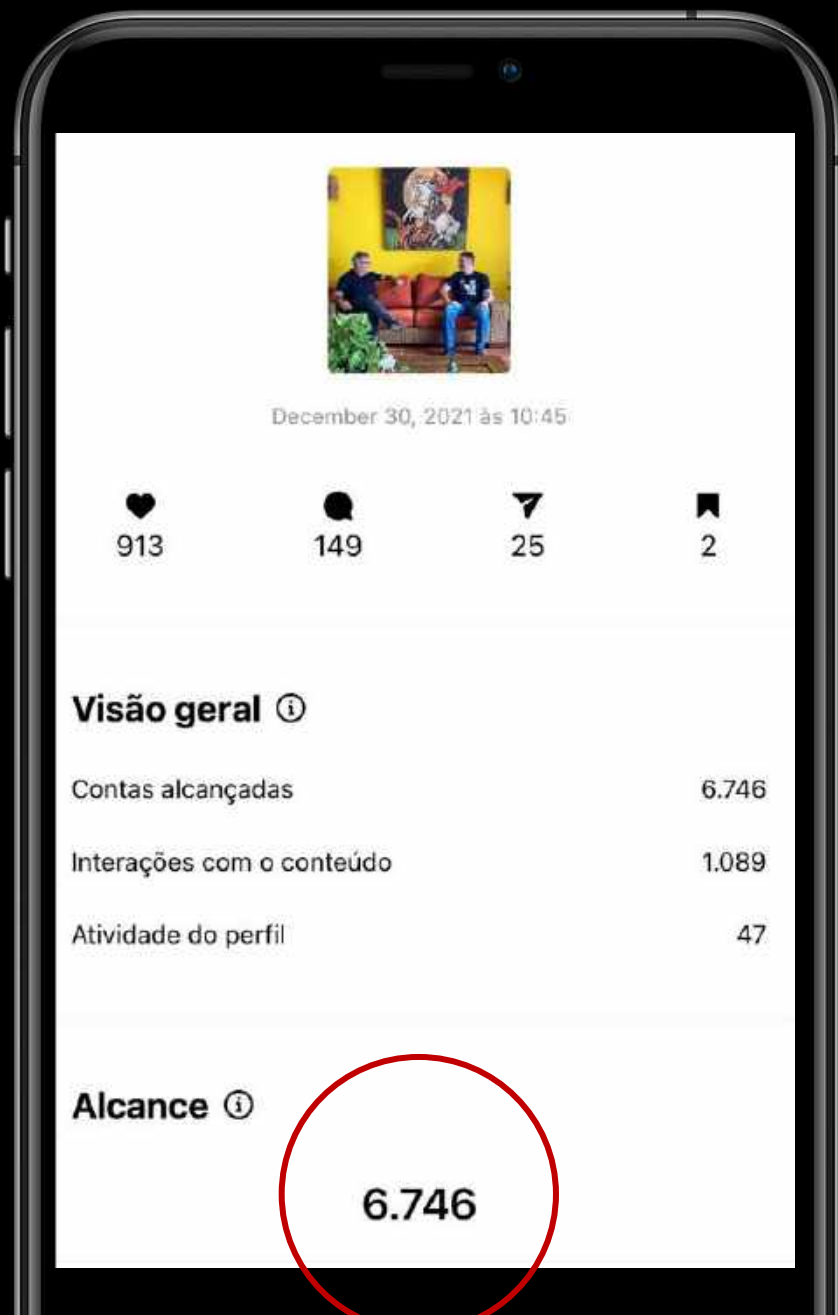 December 30, 2021 às 10:45
913 149 25 2
Visão geral
Contas alcançadas 6.746
Interações com o conteúdo 1.089
Atividade do perfil 47
Alcance
6.746